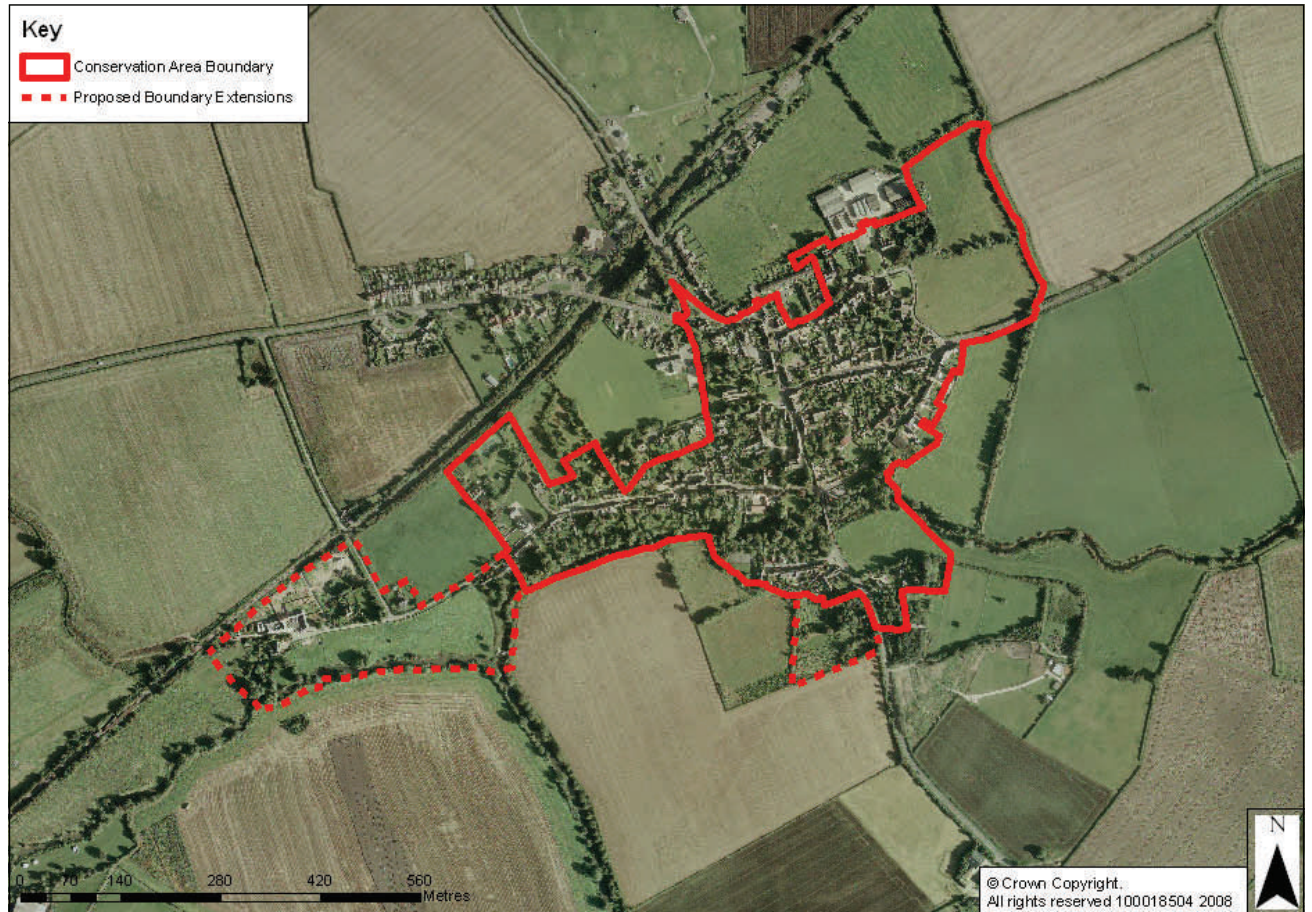 Key
Conservation Area Boundary
Proposed Boundary Extensions
0 70 140 280 420 560
Metres
© Crown Copyright.
All rights reserved 100018504 2008
N